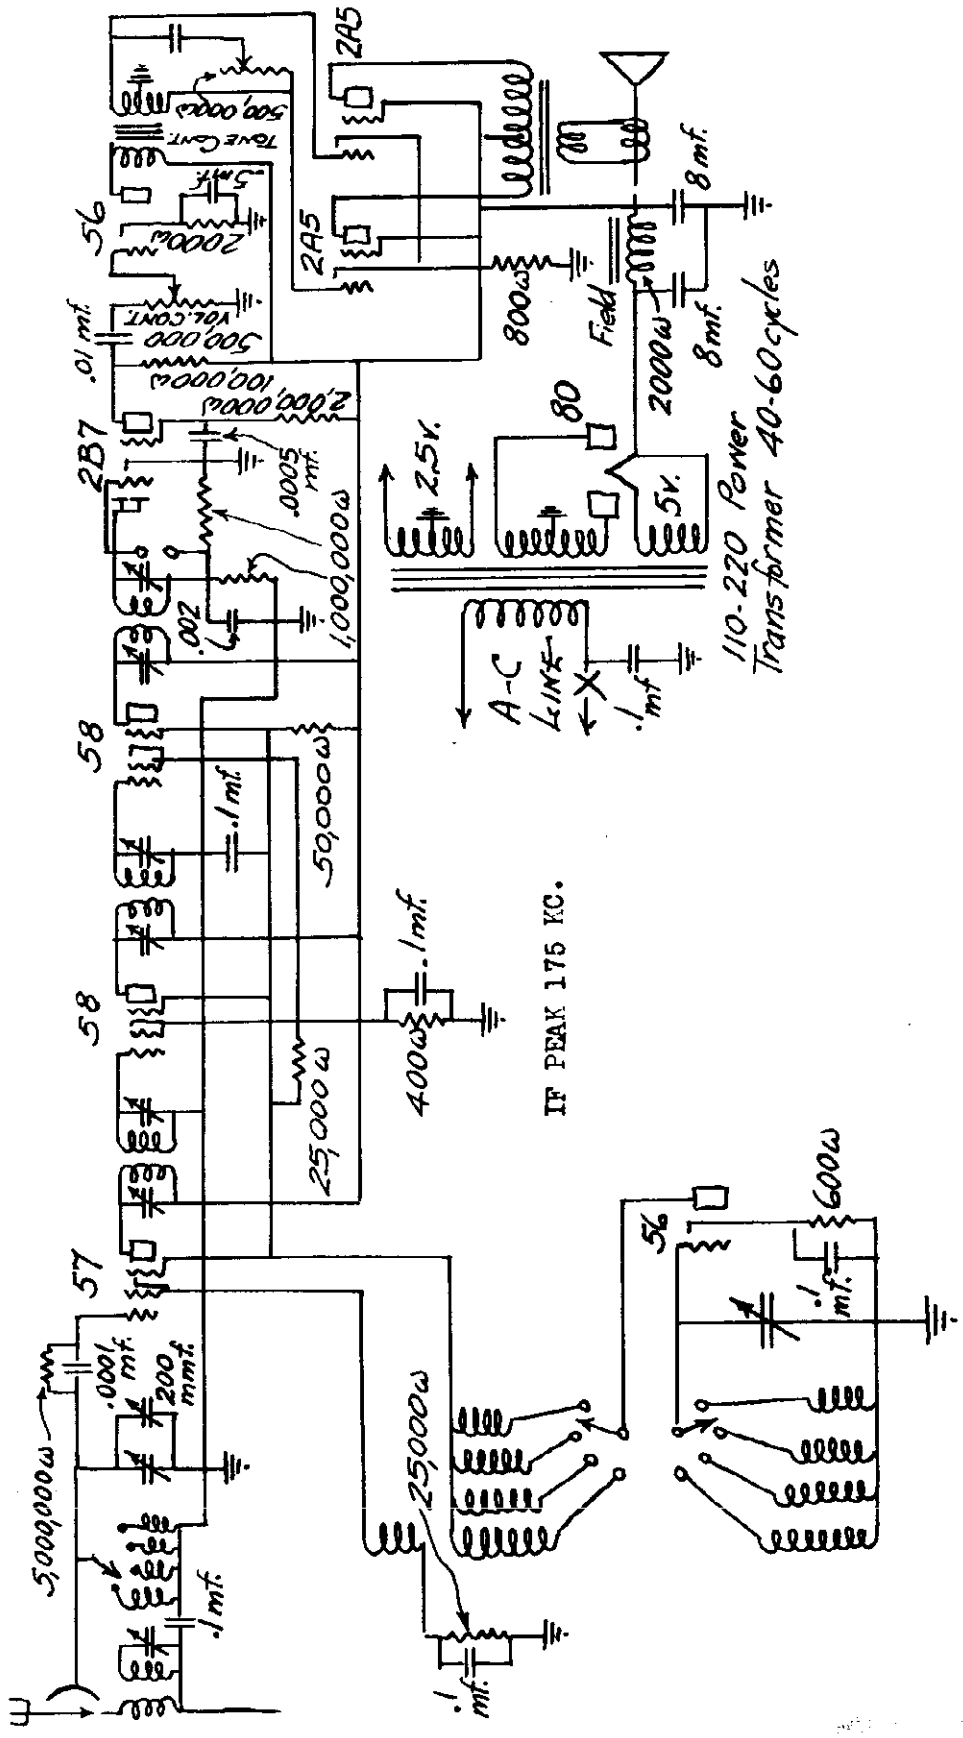 5,000,000ω
.0001
mf.
200
mmf.
.1 mf.
57
58
58
2B7
.01 mf.
56
2A5
2A5
500,000ω
TONE CONT.
.5 mf.
2000ω
VOL. CONT.
500,000
100,000ω
2,000,
000ω
.0005
mf.
1,000,000ω
.002
.1 mf.
50,000ω
25,000ω
400ω
.1 mf.
800ω
Field
2000ω
8 mf.
8 mf.
80
2.5v.
5v.
A-C
LINE
.1
mf
110-220 Power
Transformer 40-60 cycles
IF PEAK 175 KC.
25,000ω
.1
mf.
56
600ω
.1
mf.